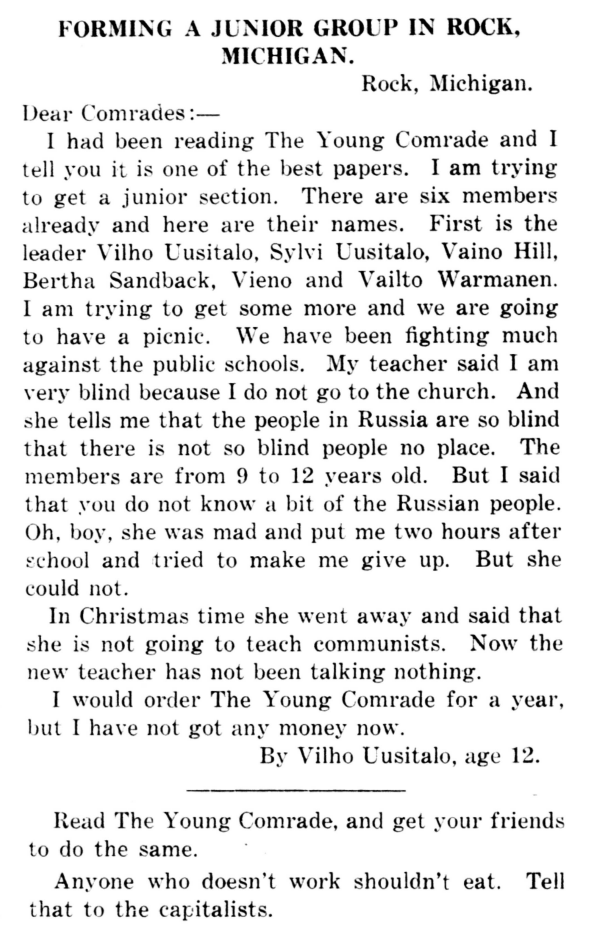 FORMING A JUNIOR GROUP IN ROCK,
MICHIGAN.
Rock, Michigan.
Dear Comrades:—
I had been reading The Young Comrade and I
tell you it is one of the best papers. I am trying
to get a junior section. There are six members
already and here are their names. First is the
leader Vilho Uusitalo, Sylvi Uusitalo, Vaino Hill,
Bertha Sandback, Vieno and Vailto Warmanen.
I am trying to get some more and we are going
to have a picnic. We have been fighting much
against the public schools. My teacher said I am
very blind because I do not go to the church. And
she tells me that the people in Russia are so blind
that there is not so blind people no place. The
members are from 9 to 12 years old. But I said
that you do not know a bit of the Russian people.
Oh, boy, she was mad and put me two hours after
school and tried to make me give up. But she
could not.
In Christmas time she went away and said that
she is not going to teach communists. Now the
new teacher has not been talking nothing.
I would order The Young Comrade for a year,
but I have not got any money now.
By Vilho Uusitalo, age 12.
Read The Young Comrade, and get your friends
to do the same.
Anyone who doesn't work shouldn't eat. Tell
that to the capitalists.